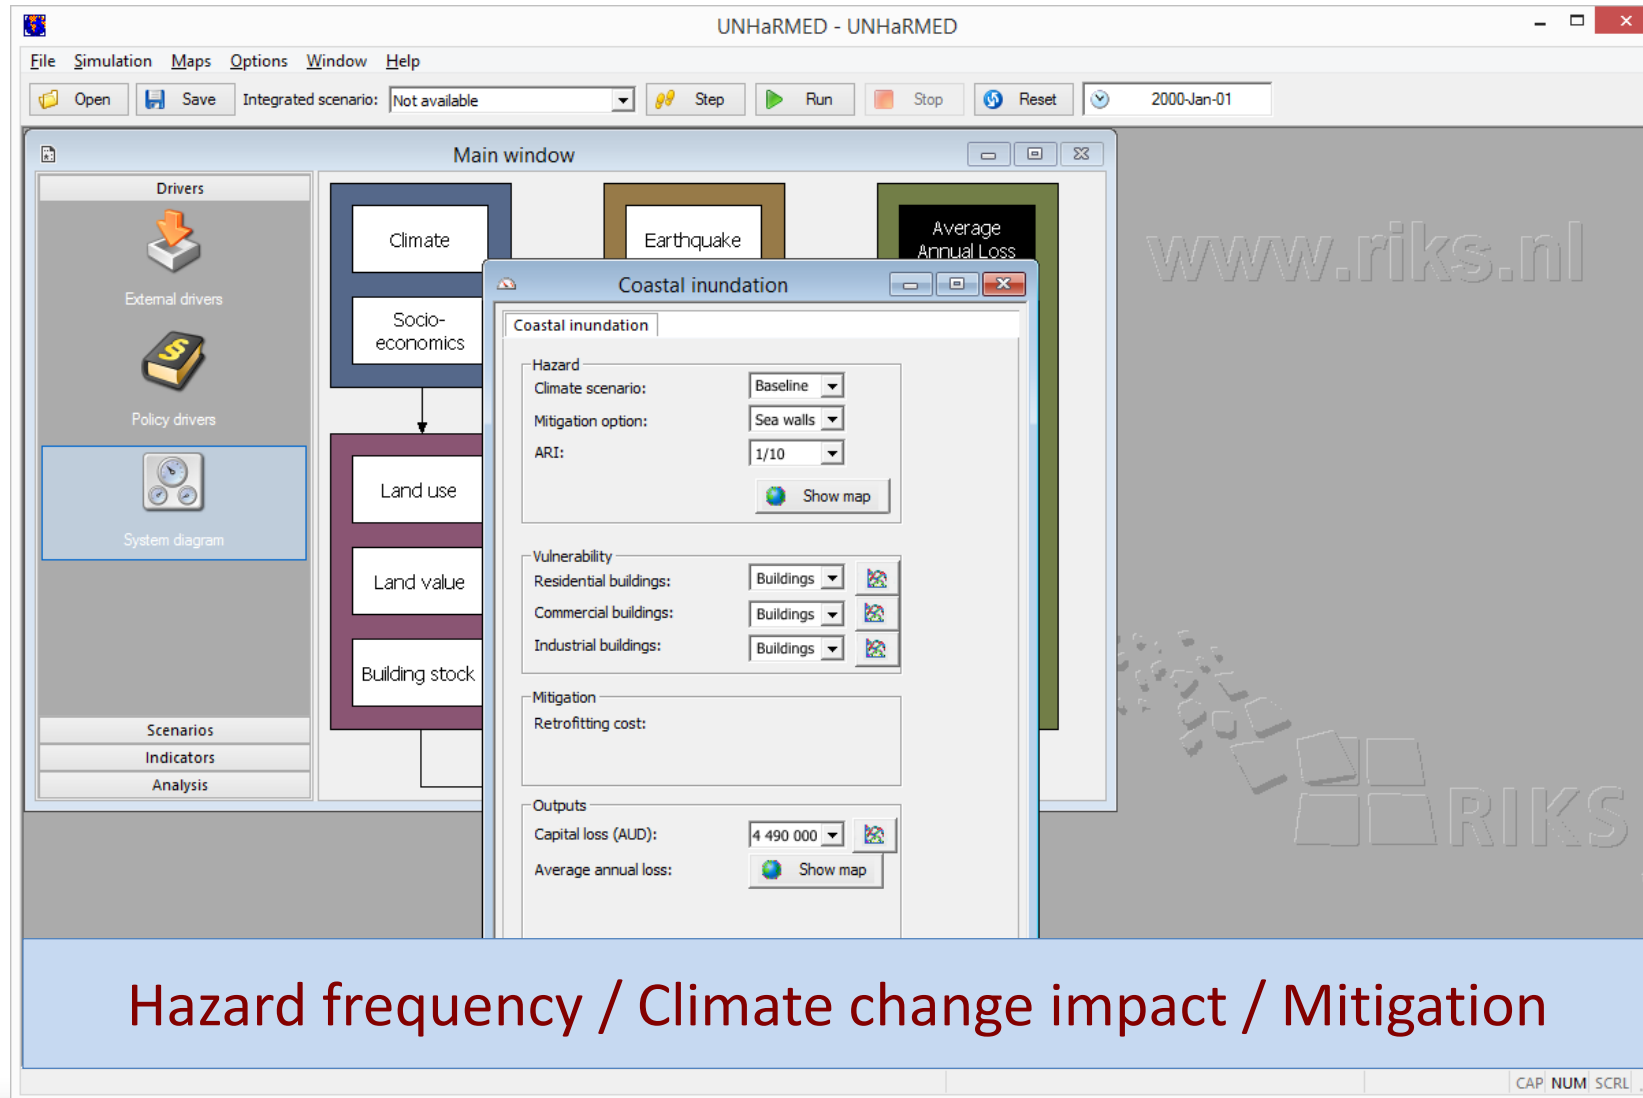 UNHaRMED - UNHaRMED
File Simulation Maps Options Window Help
Open Save Integrated scenario: Not available Step Run Stop Reset 2000-Jan-01
Main window
Drivers
External drivers
Policy drivers
System diagram
Scenarios
Indicators
Analysis
Climate
Socio-
economics
Land use
Land value
Building stock
Earthquake
Average
Annual Loss
Coastal inundation
Coastal inundation
Hazard
Climate scenario: Baseline
Mitigation option: Sea walls
ARI: 1/10
Show map
Vulnerability
Residential buildings: Buildings
Commercial buildings: Buildings
Industrial buildings: Buildings
Mitigation
Retrofitting cost:
Outputs
Capital loss (AUD): 4 490 000
Average annual loss: Show map
www.riks.nl
RIKS
Hazard frequency / Climate change impact / Mitigation
CAP NUM SCRL